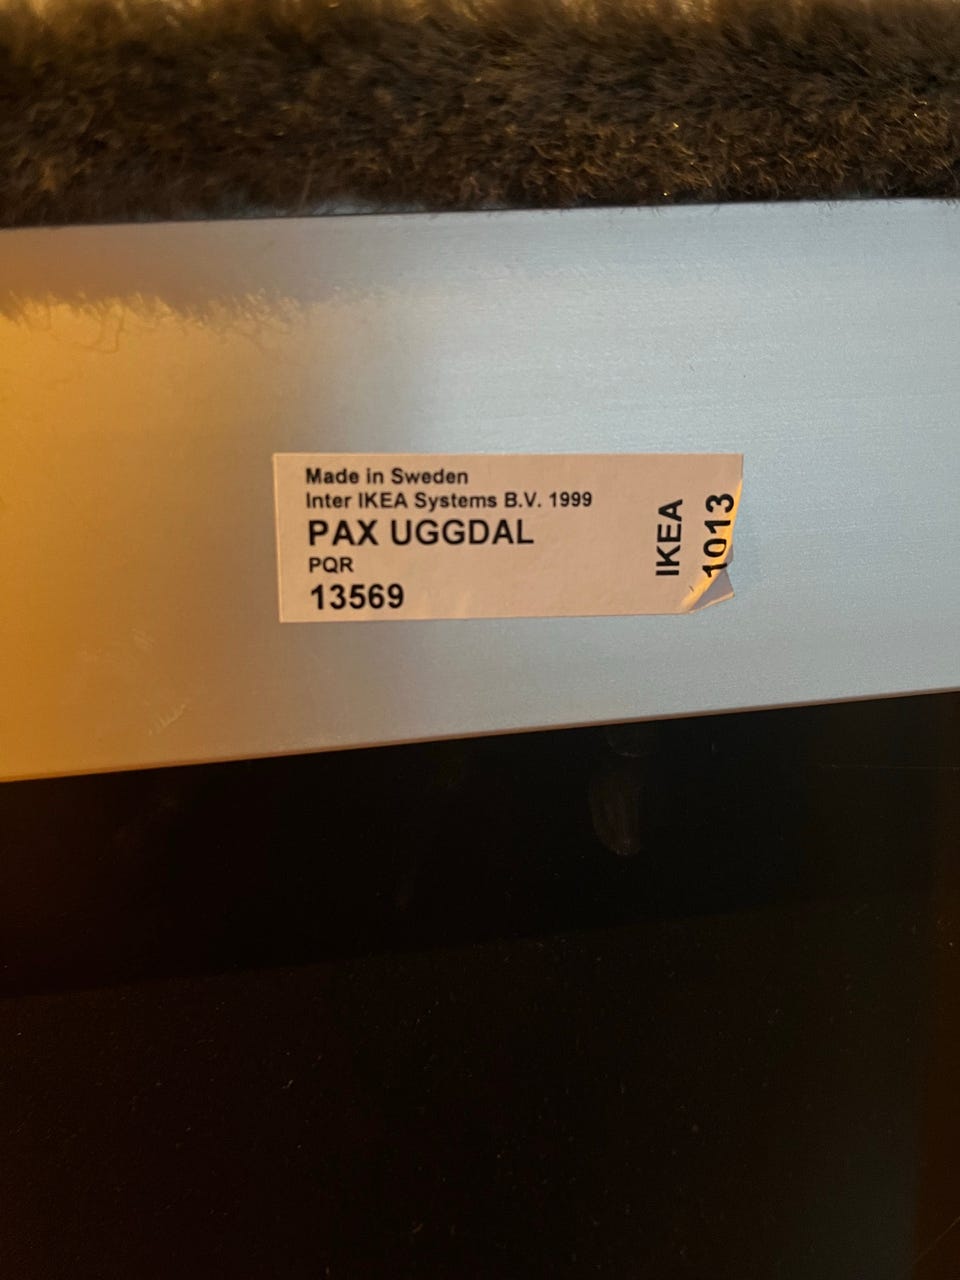 Made in Sweden
Inter IKEA Systems B.V. 1999
PAX UGGDAL
PQR
13569
IKEA
1013